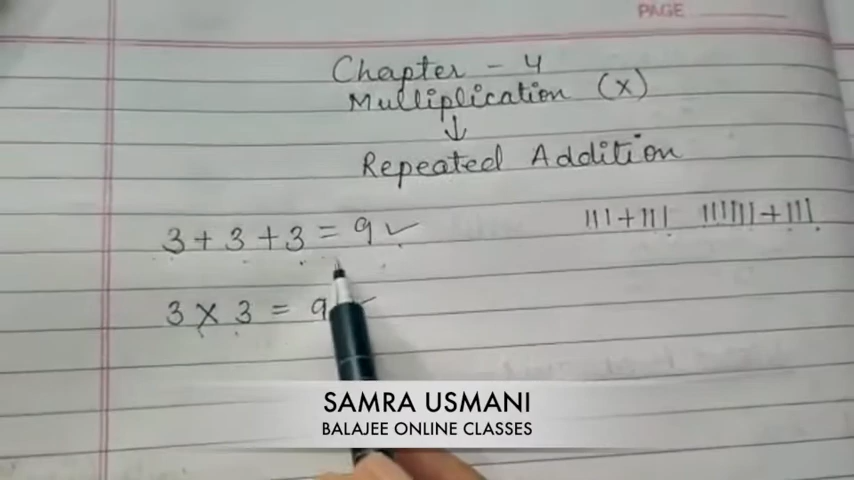 PAGE
Chapter - 4
Multiplication (x)
↓
Repeated Addition
3 + 3 + 3 = 9 ✓ ||| + ||| |||||| + |||
3 x 3 = 9 ✓
SAMRA USMANI
BALAJEE ONLINE CLASSES